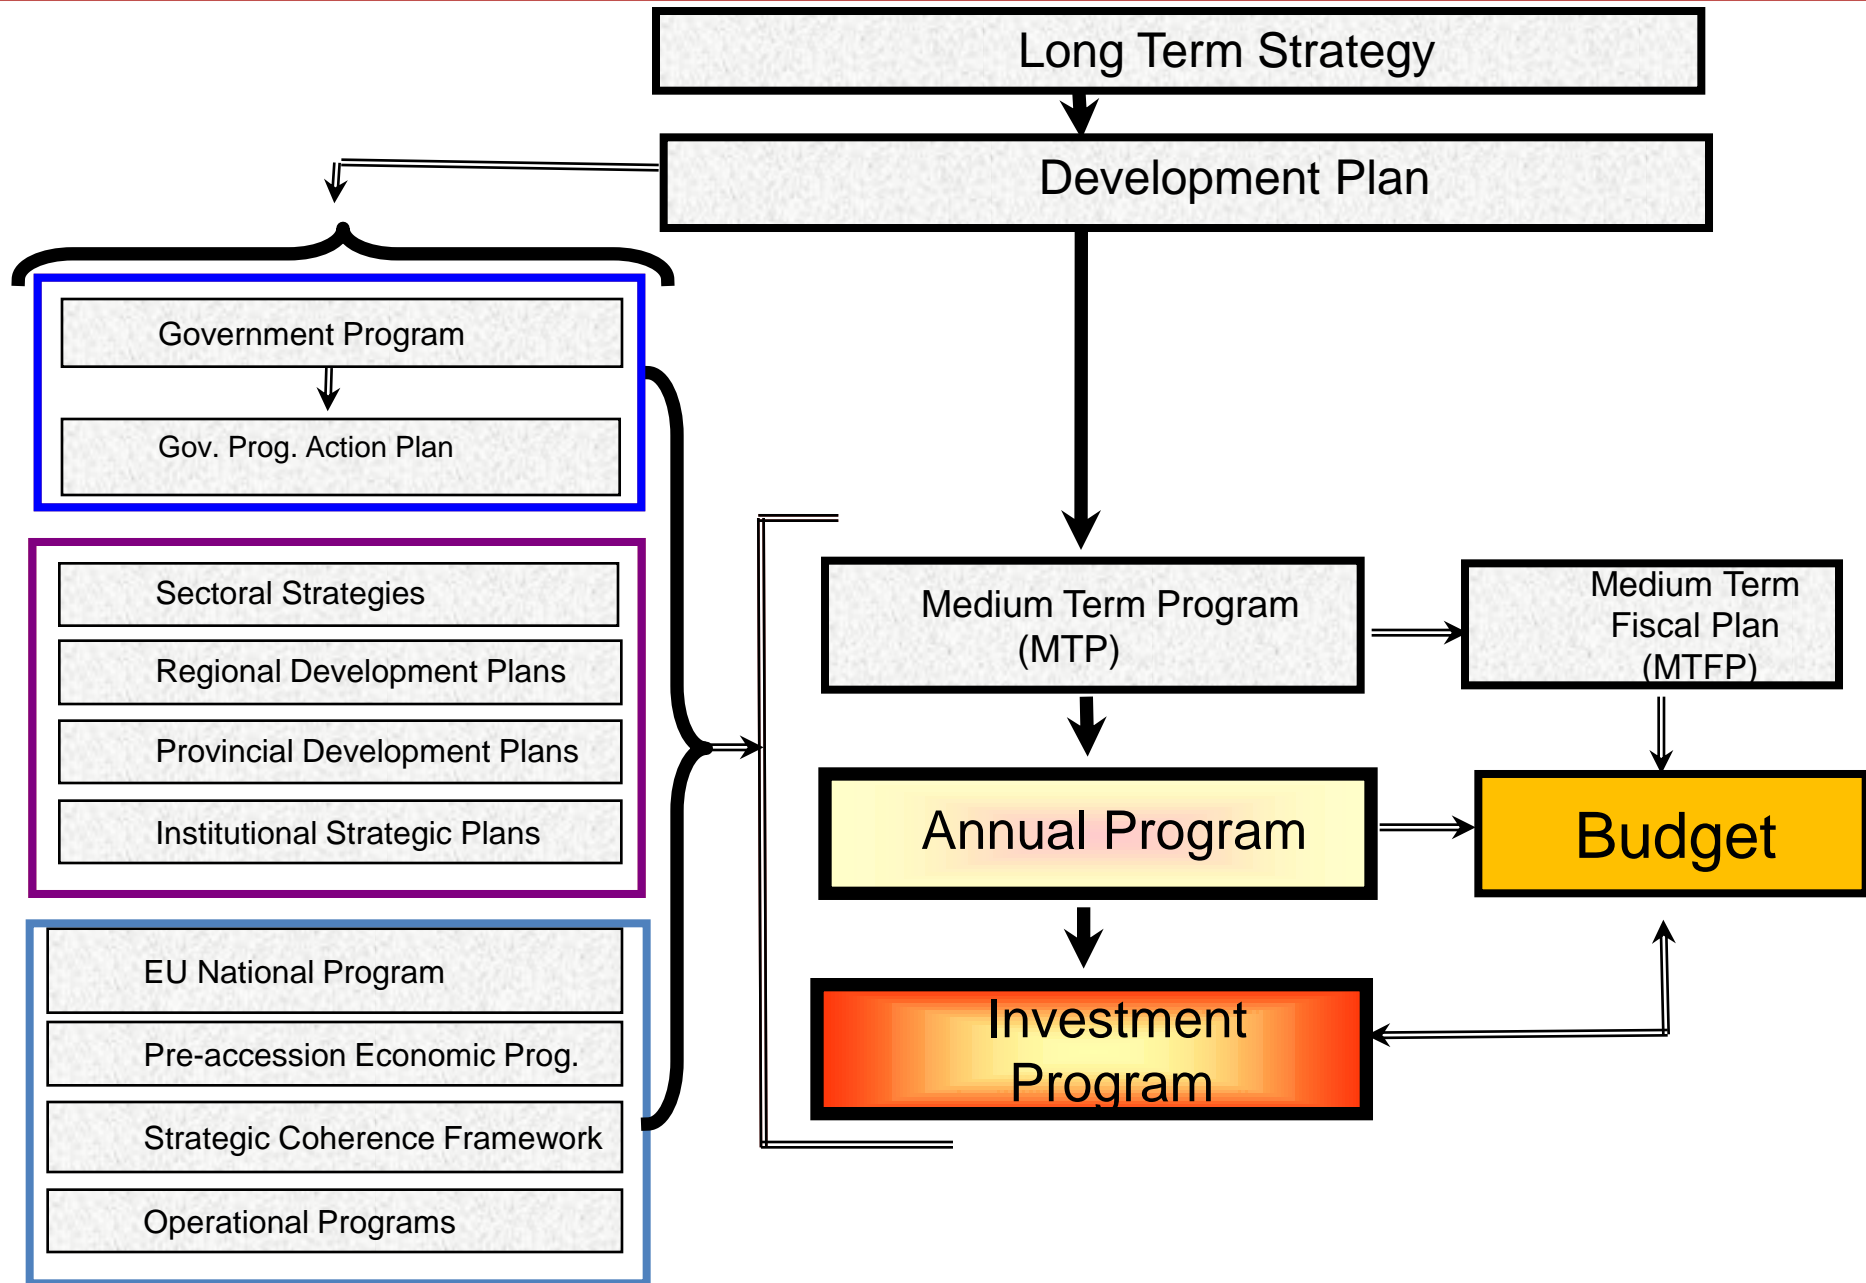 Long Term Strategy
Development Plan
Government Program
Gov. Prog. Action Plan
Sectoral Strategies
Regional Development Plans
Provincial Development Plans
Institutional Strategic Plans
EU National Program
Pre-accession Economic Prog.
Strategic Coherence Framework
Operational Programs
Medium Term Program
(MTP)
Medium Term
Fiscal Plan
(MTFP)
Annual Program
Budget
Investment
Program